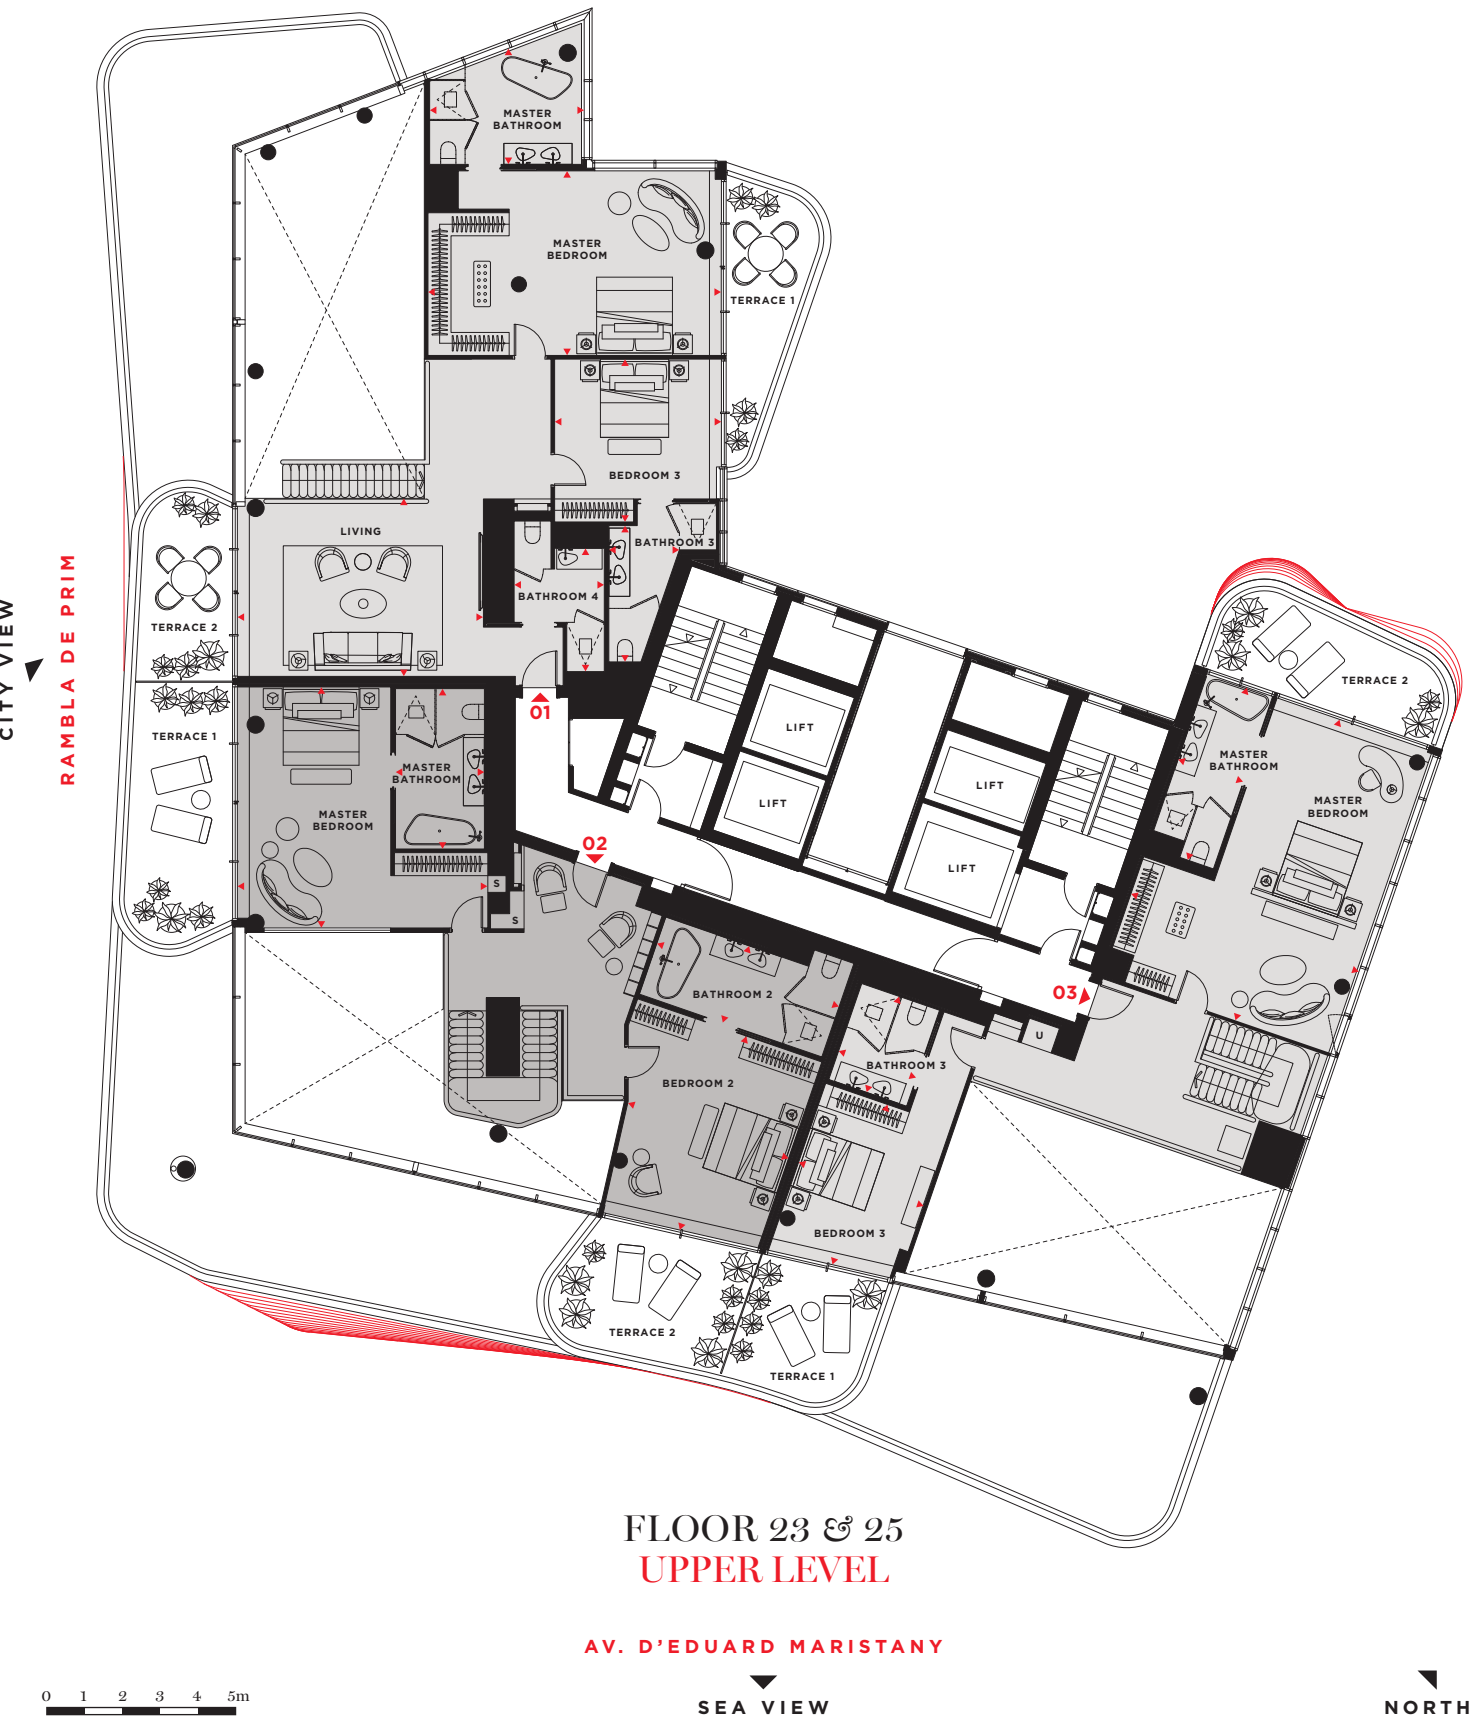 MASTER
BATHROOM
MASTER
BEDROOM
TERRACE 1
BEDROOM 3
LIVING
BATHROOM 3
BATHROOM 4
TERRACE 2
01
CITY VIEW
RAMBLA DE PRIM
TERRACE 1
MASTER
BATHROOM
MASTER
BEDROOM
02
S
S
LIFT
LIFT
LIFT
LIFT
TERRACE 2
MASTER
BATHROOM
MASTER
BEDROOM
03
U
BATHROOM 2
BEDROOM 2
BATHROOM 3
BEDROOM 3
TERRACE 2
TERRACE 1
FLOOR 23 & 25
UPPER LEVEL
AV. D’EDUARD MARISTANY
SEA VIEW
0 1 2 3 4 5m
NORTH